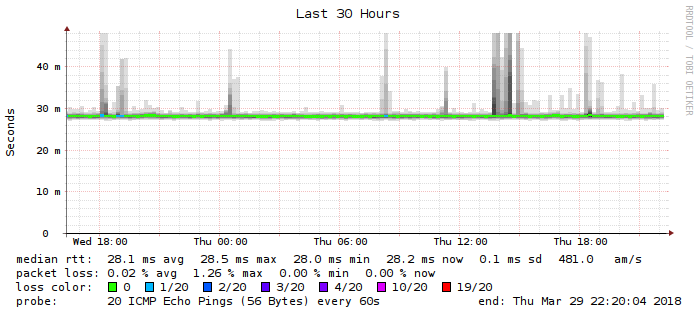 Last 30 Hours
RRDTOOL / TOBI OETIKER
Seconds
40 m
30 m
20 m
10 m
0
Wed 18:00 Thu 00:00 Thu 06:00 Thu 12:00 Thu 18:00
median rtt: 28.1 ms avg 28.5 ms max 28.0 ms min 28.2 ms now 0.1 ms sd 481.0 am/s
packet loss: 0.02 % avg 1.26 % max 0.00 % min 0.00 % now
loss color: 0 1/20 2/20 3/20 4/20 10/20 19/20
probe: 20 ICMP Echo Pings (56 Bytes) every 60s end: Thu Mar 29 22:20:04 2018